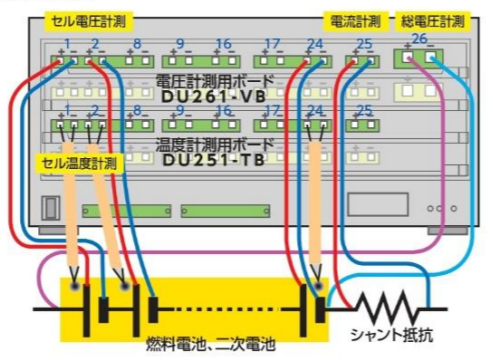 セル電圧計測
電流計測
総電圧計測
1 2 8 9 16 17 24 25 26
+ - + - + - + - + - + - + - + - + -
電圧計測用ボード
DU261-VB
1 2 8 9 16 17 24 25
温度計測用ボード
DU251-TB
セル温度計測
燃料電池、二次電池
シャント抵抗